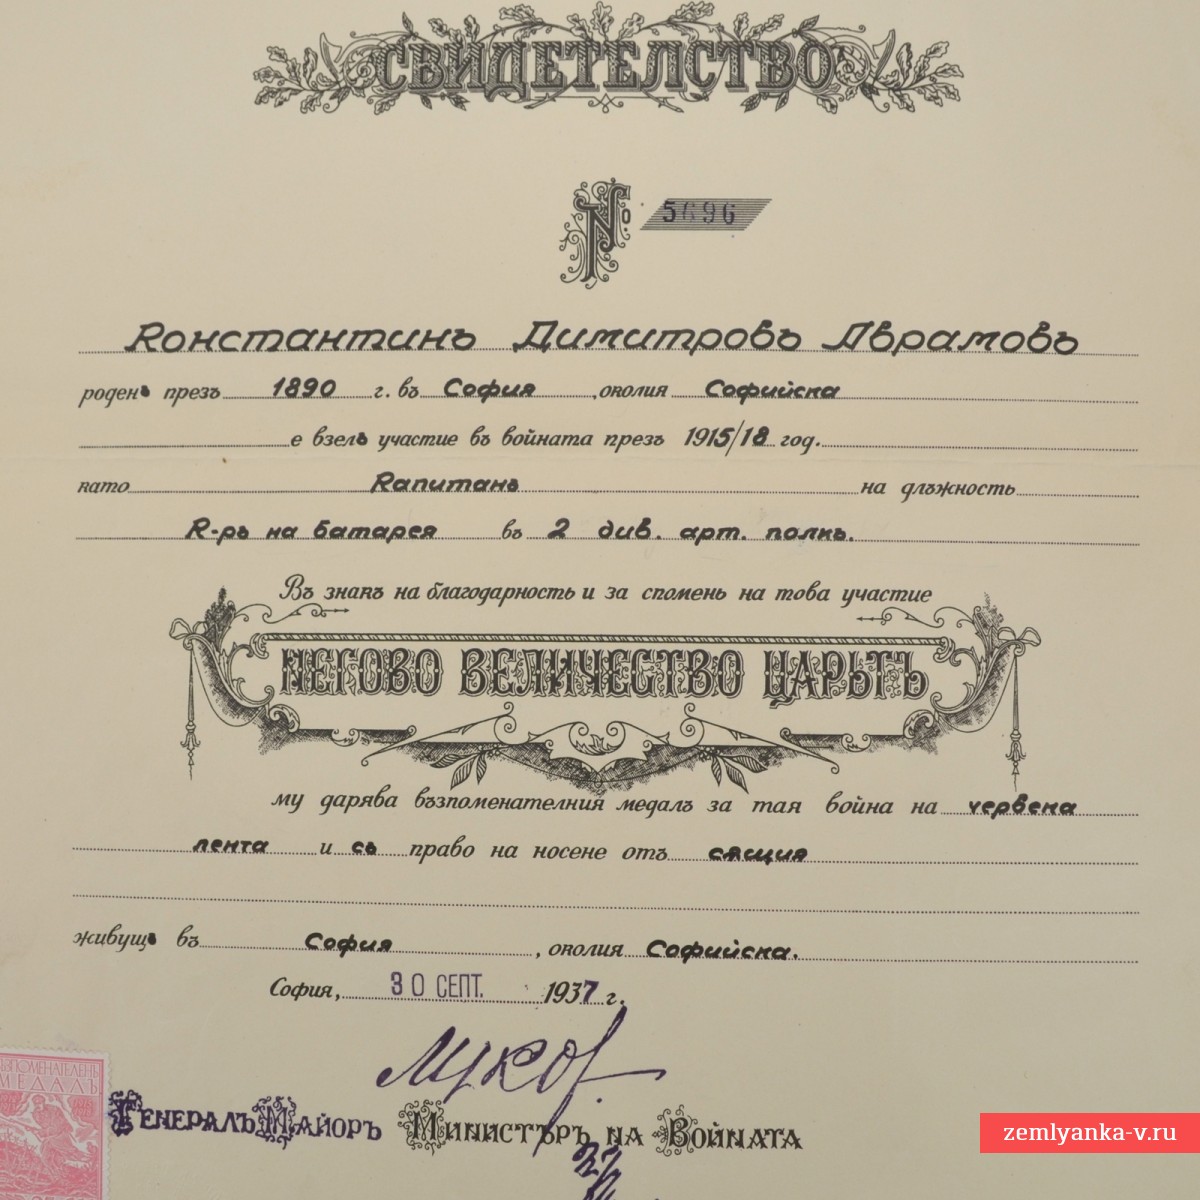 СВИДЕТЕЛСТВО
№ 5696
Константинъ Димитровъ Аврамовъ
роденъ презъ 1890 г. въ София, околия Софийска
е взелъ участие въ войната презъ 1915/18 год.
като Капитанъ на длъжность
К-ръ на батарея въ 2 див. арт. полкъ.
Въ знакъ на благодарность и за споменъ на това участие
НЕГОВО ВЕЛИЧЕСТВО ЦАРЬТЪ
му дарява възпоменателния медалъ за тая война на червена
лента и съ право на носене отъ сѫщия
живущъ въ София, околия Софийска.
София, 30 СЕПТ. 1937 г.
Луков
ГЕНЕРАЛЪ МАЙОРЪ МИНИСТЪРЪ НА ВОЙНАТА
ВЪЗПОМЕНАТЕЛЕНЪ
МЕДАЛЪ
zemlyanka-v.ru